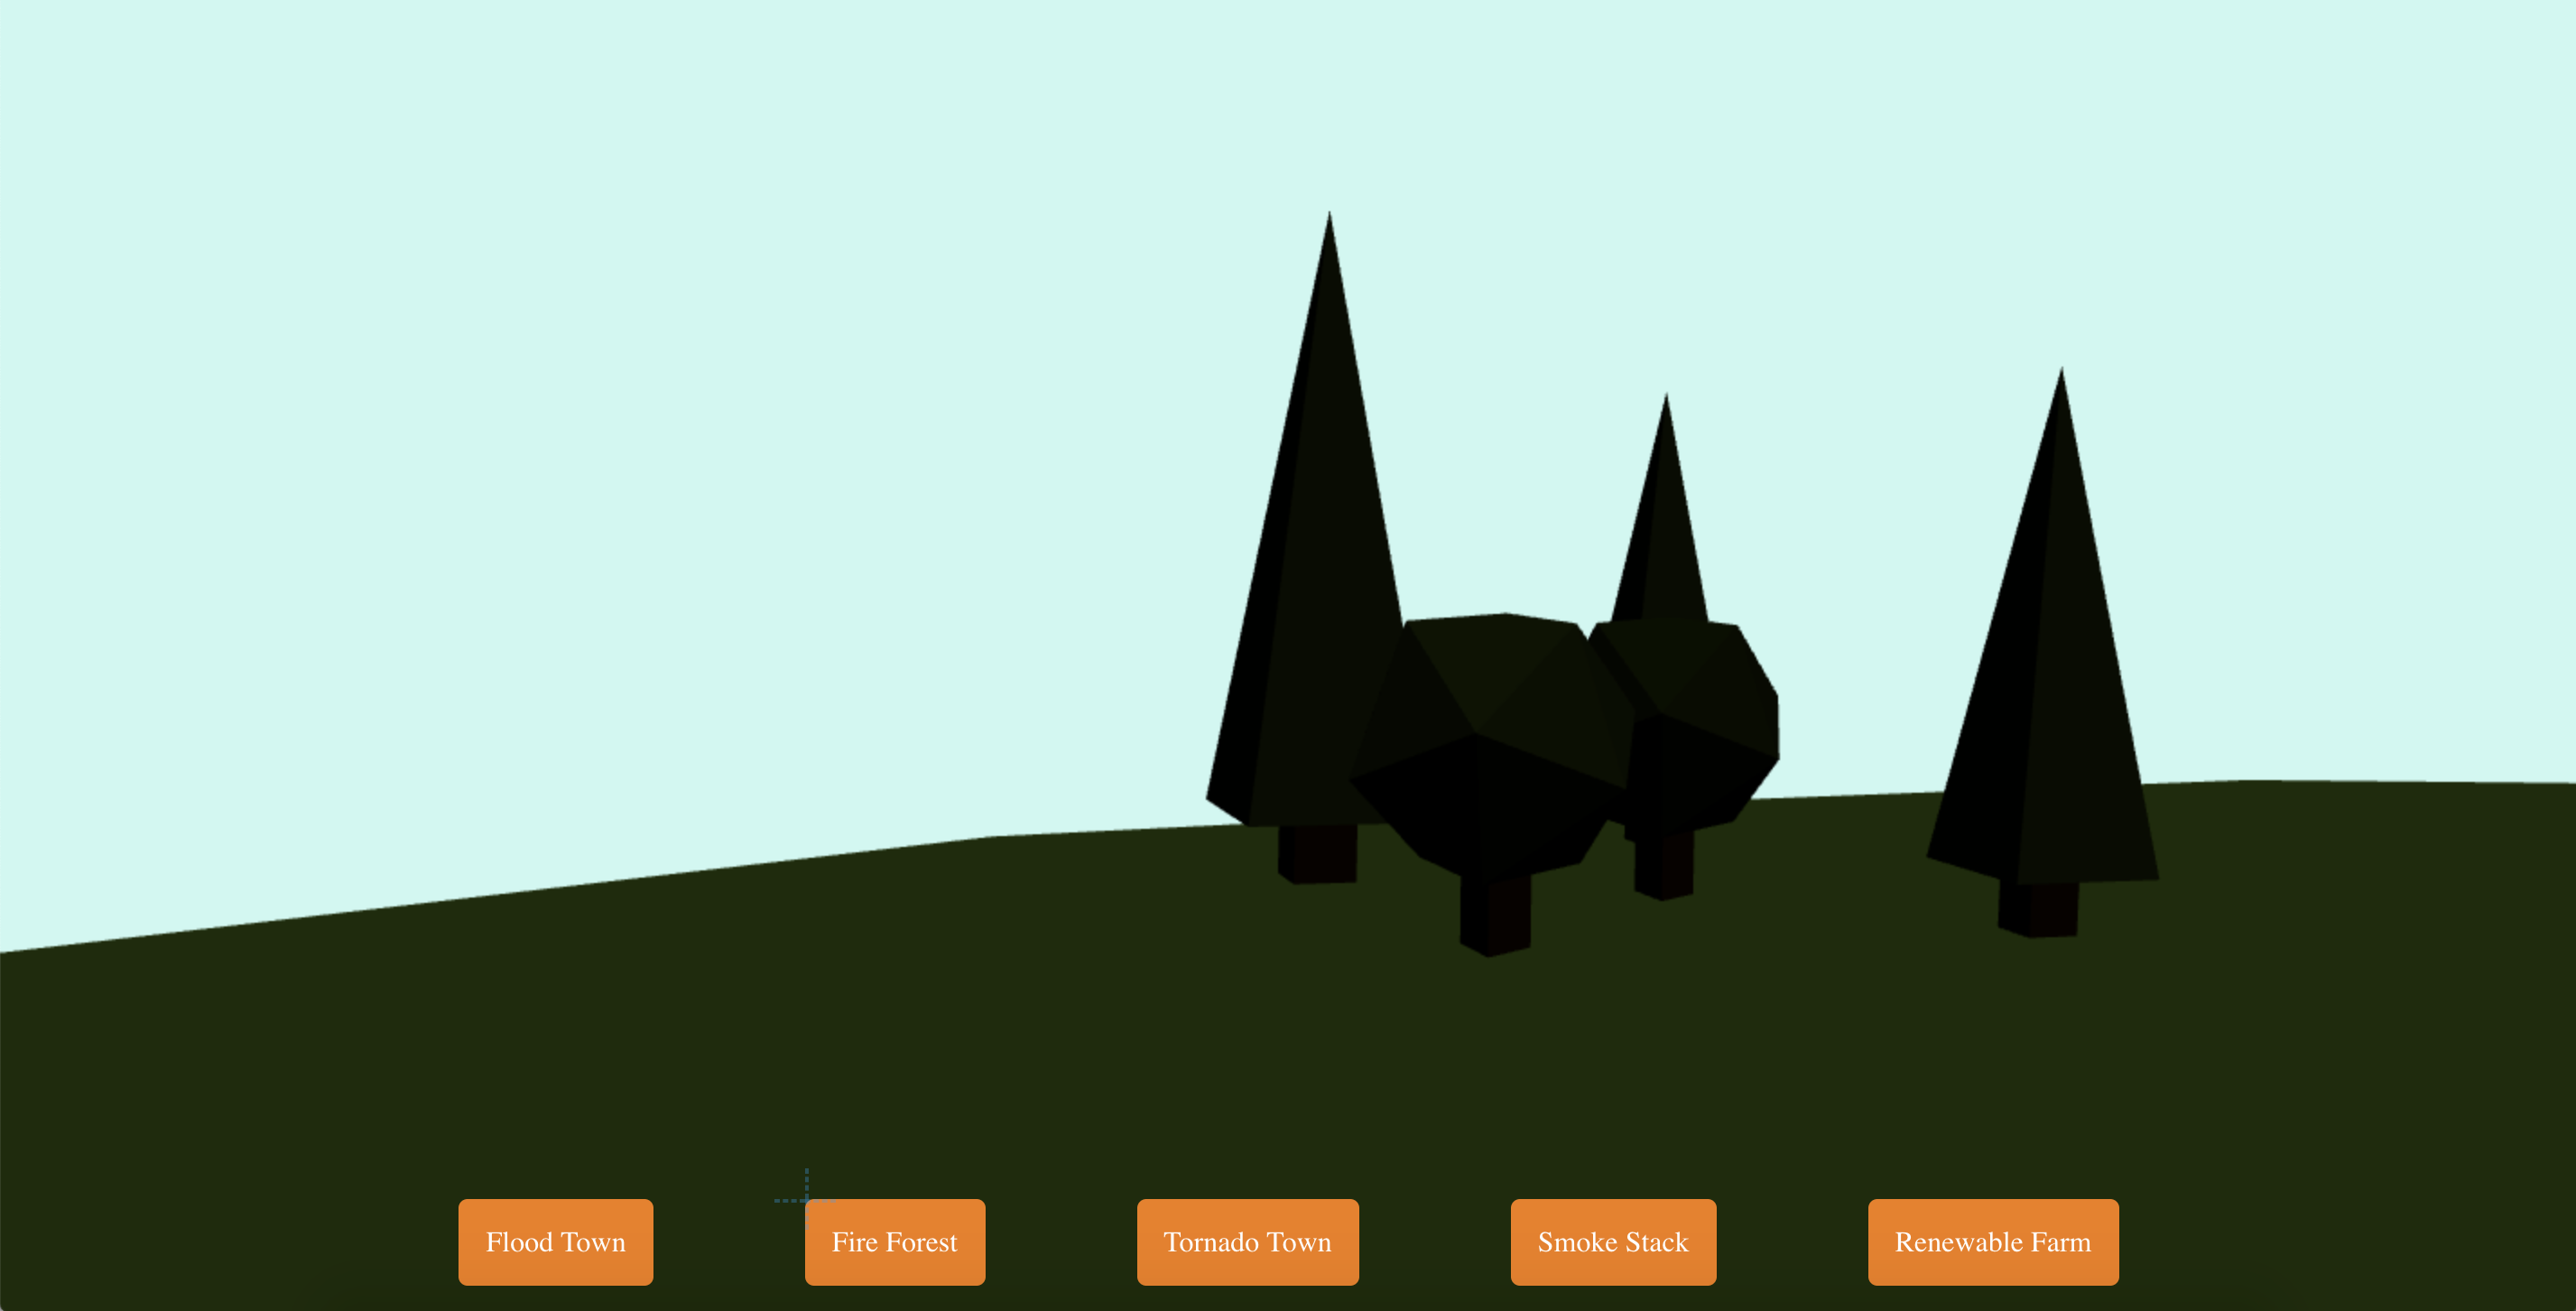 Flood Town
Fire Forest
Tornado Town
Smoke Stack
Renewable Farm